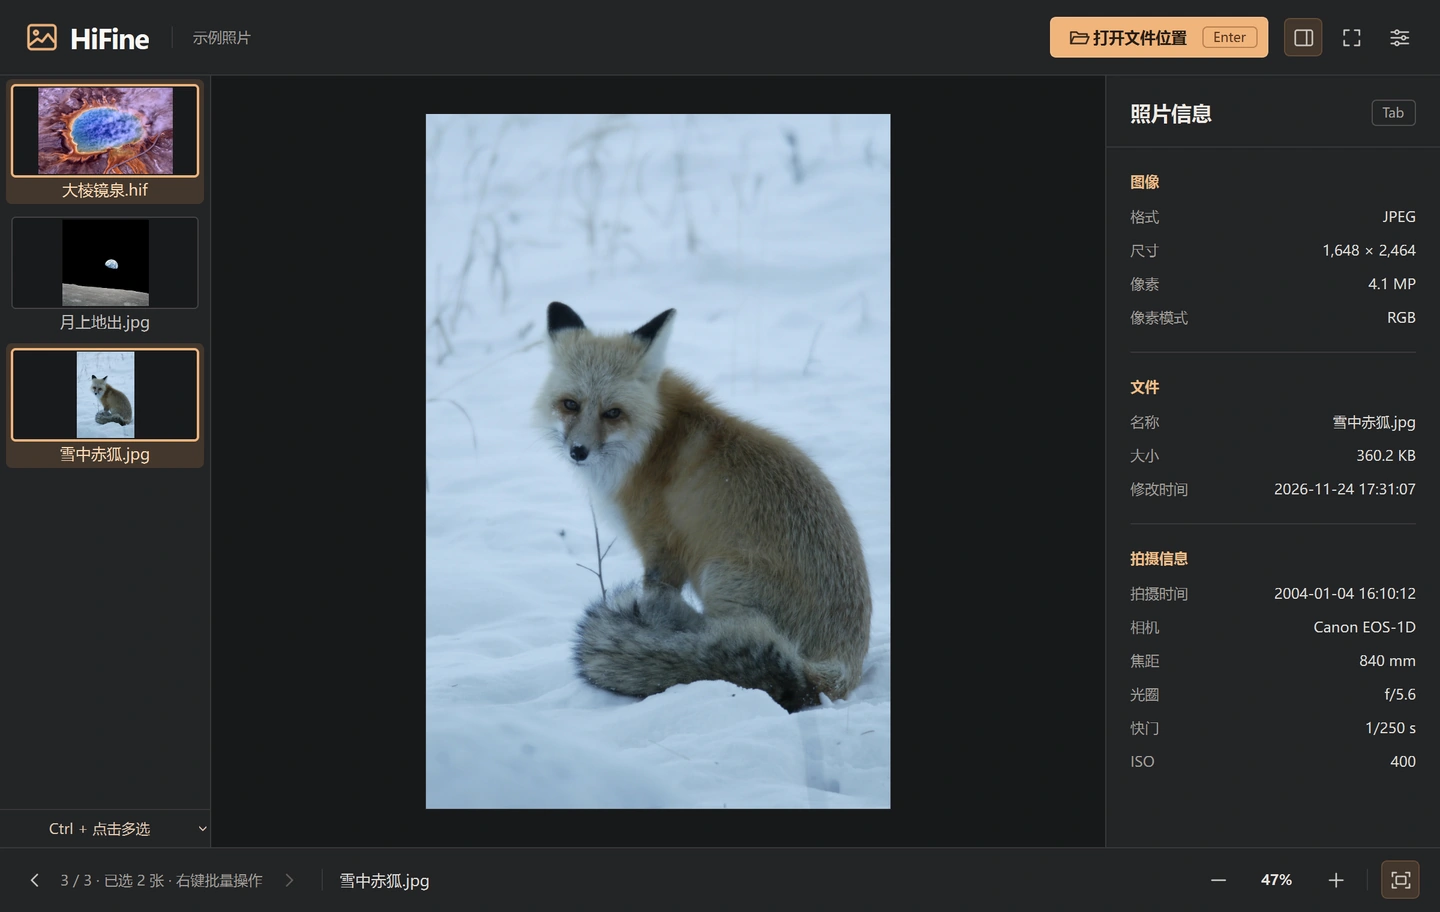 HiFine
示例照片
打开文件位置 Enter
大棱镜泉.hif
月上地出.jpg
雪中赤狐.jpg
Ctrl + 点击多选
照片信息 Tab
图像
格式 JPEG
尺寸 1,648 × 2,464
像素 4.1 MP
像素模式 RGB
文件
名称 雪中赤狐.jpg
大小 360.2 KB
修改时间 2026-11-24 17:31:07
拍摄信息
拍摄时间 2004-01-04 16:10:12
相机 Canon EOS-1D
焦距 840 mm
光圈 f/5.6
快门 1/250 s
ISO 400
3 / 3 · 已选 2 张 · 右键批量操作
雪中赤狐.jpg
47%